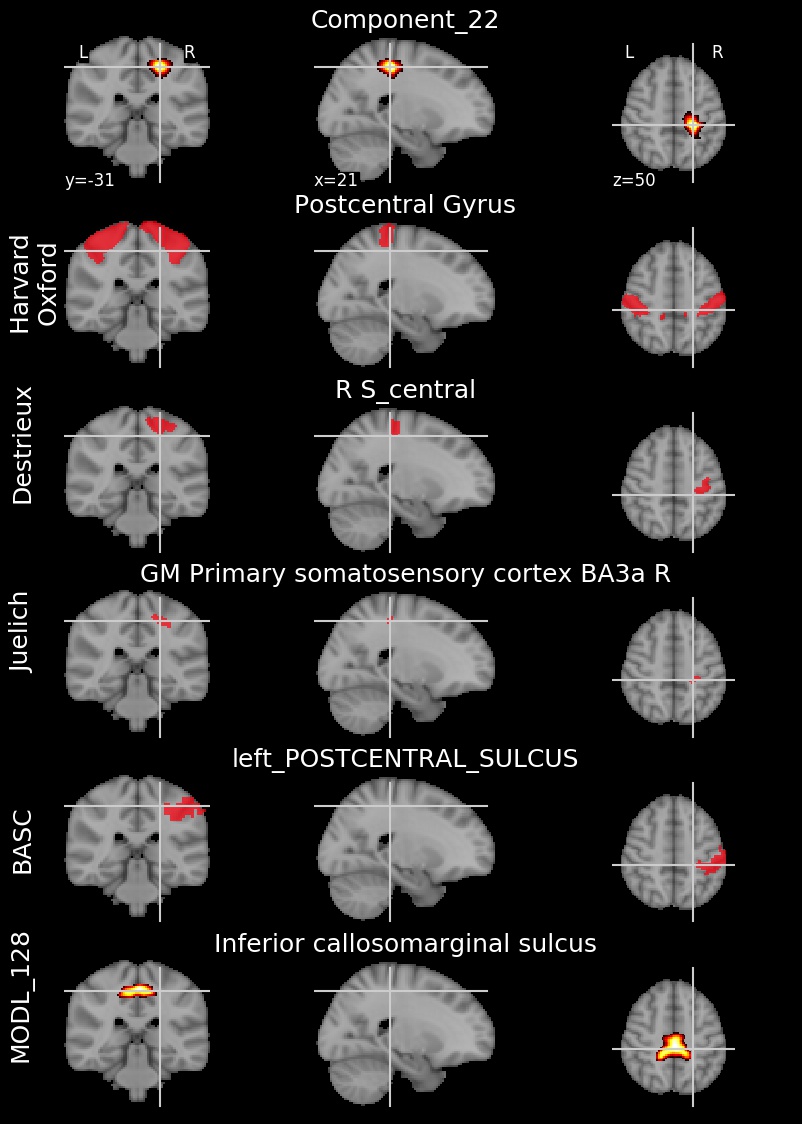 Component_22
L R
L R
y=-31
x=21
z=50
Postcentral Gyrus
Harvard
Oxford
R S_central
Destrieux
GM Primary somatosensory cortex BA3a R
Juelich
left_POSTCENTRAL_SULCUS
BASC
Inferior callosomarginal sulcus
MODL_128